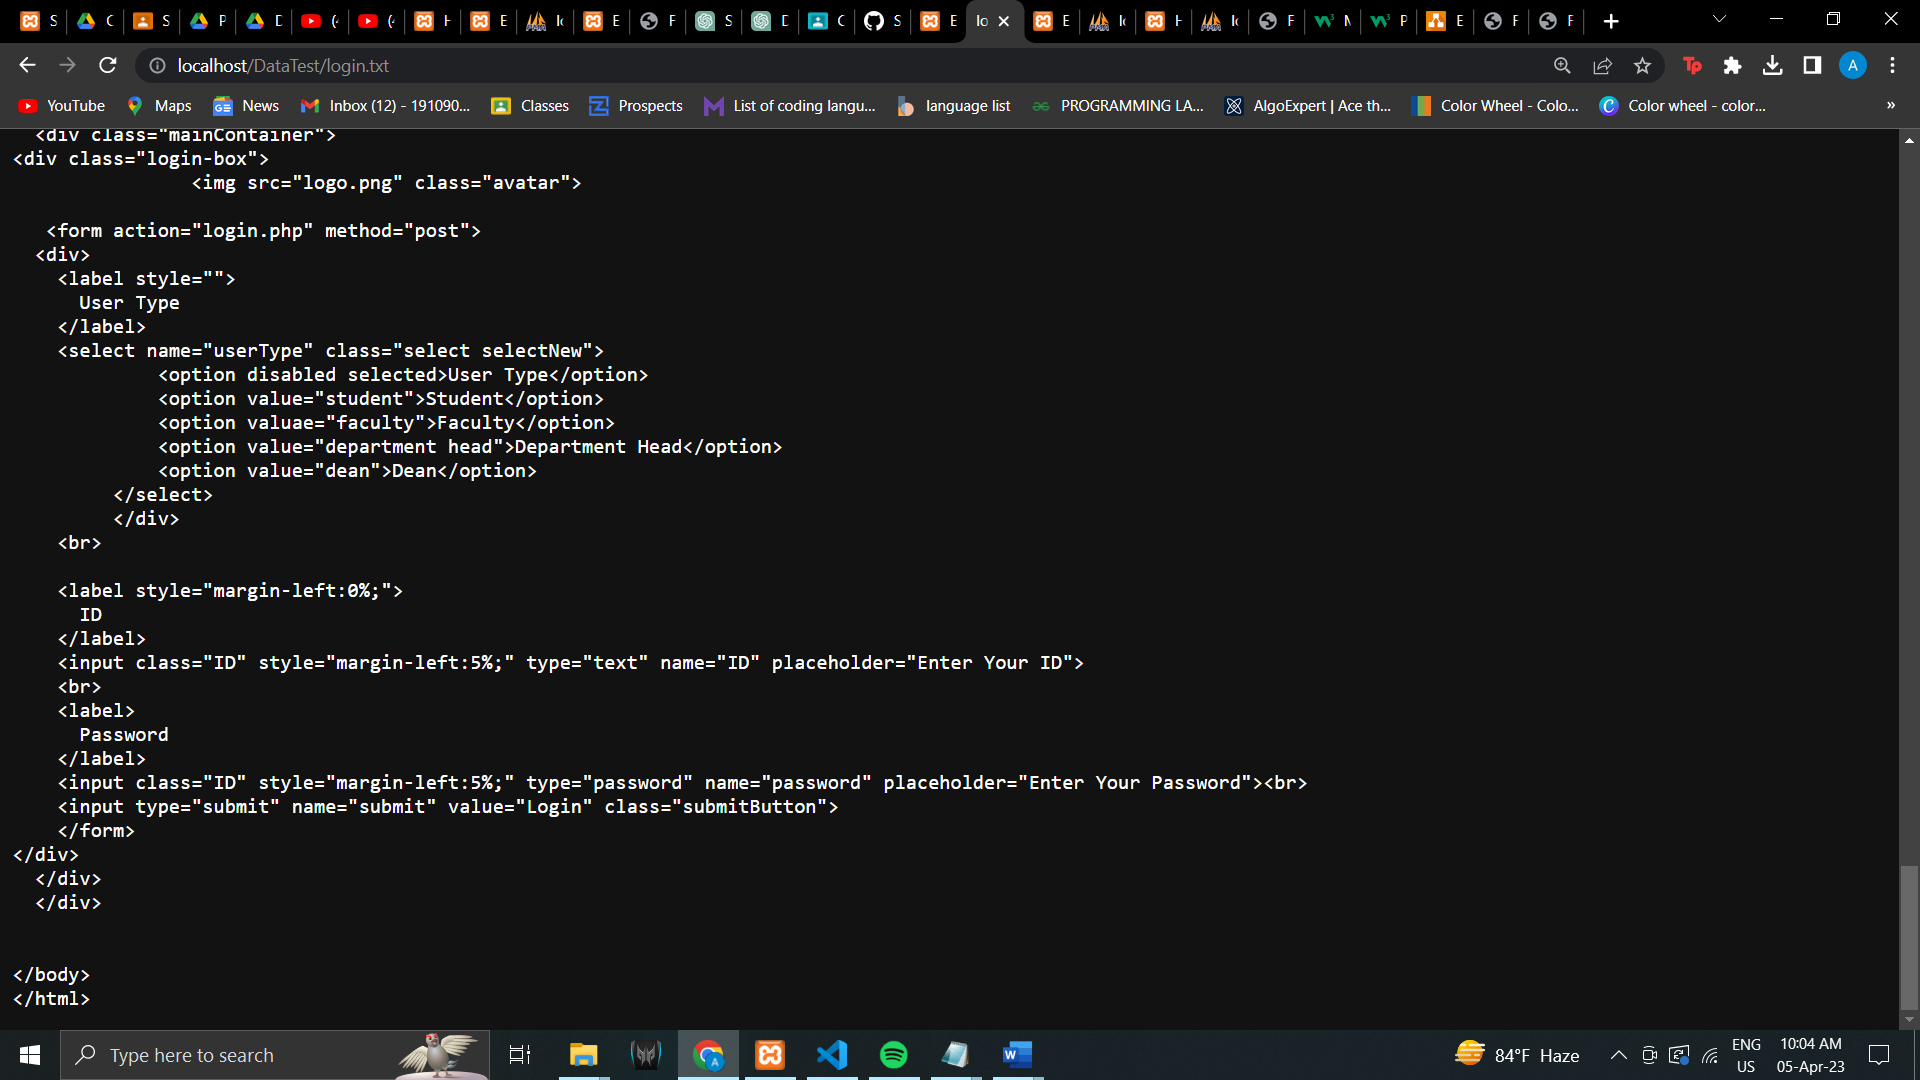 S C S P C D ( ( H E lo E F S D C S E lo E lo H lo F M P E F F
localhost/DataTest/login.txt Tp A
YouTube Maps GE News Inbox (12) - 191090... Classes Prospects List of coding langu... language list PROGRAMMING LA... AlgoExpert | Ace th... Color Wheel - Colo... C Color wheel - color... »
<div class="mainContainer">
<div class="login-box">
<img src="logo.png" class="avatar">
<form action="login.php" method="post">
<div>
<label style="">
User Type
</label>
<select name="userType" class="select selectNew">
<option disabled selected>User Type</option>
<option value="student">Student</option>
<option valuae="faculty">Faculty</option>
<option value="department head">Department Head</option>
<option value="dean">Dean</option>
</select>
</div>
<br>
<label style="margin-left:0%;">
ID
</label>
<input class="ID" style="margin-left:5%;" type="text" name="ID" placeholder="Enter Your ID">
<br>
<label>
Password
</label>
<input class="ID" style="margin-left:5%;" type="password" name="password" placeholder="Enter Your Password"><br>
<input type="submit" name="submit" value="Login" class="submitButton">
</form>
</div>
</div>
</div>
</body>
</html>
Type here to search 84°F Haze ENG US 10:04 AM 05-Apr-23